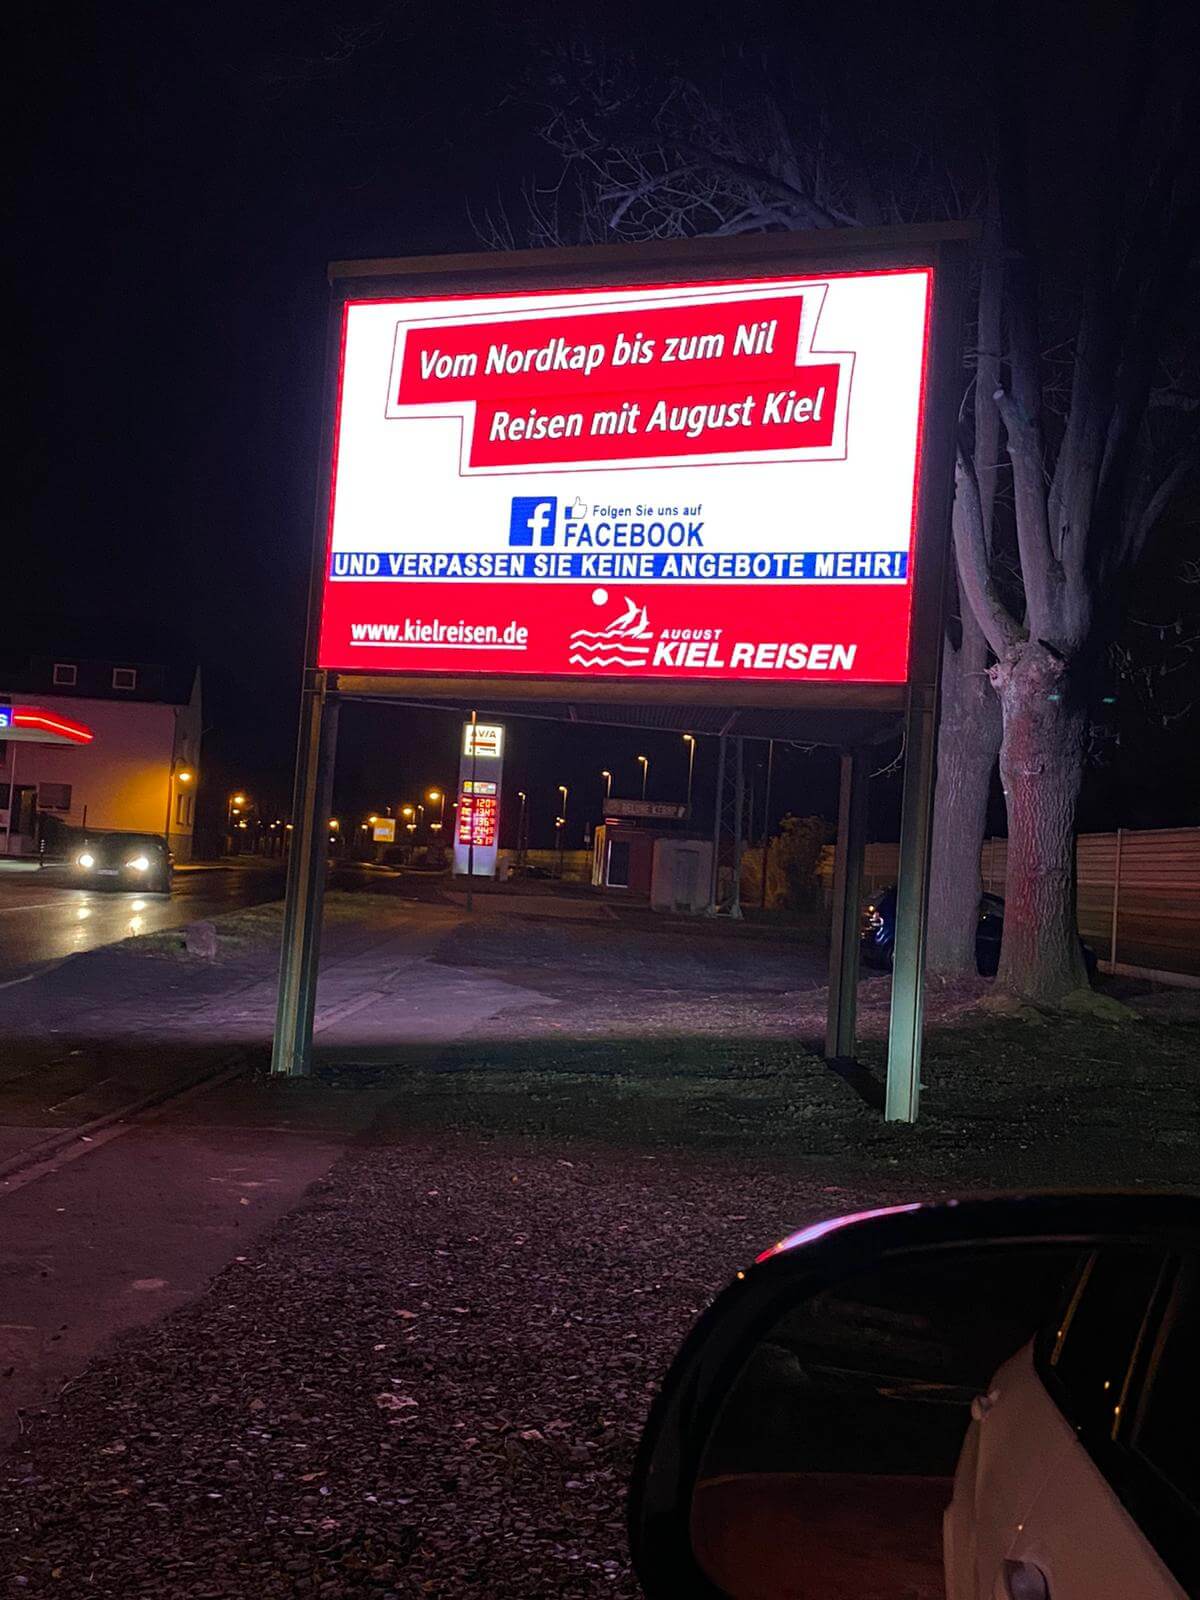 Vom Nordkap bis zum Nil
Reisen mit August Kiel
f
Folgen Sie uns auf
FACEBOOK
UND VERPASSEN SIE KEINE ANGEBOTE MEHR!
www.kielreisen.de
AUGUST
KIEL REISEN
AVIA